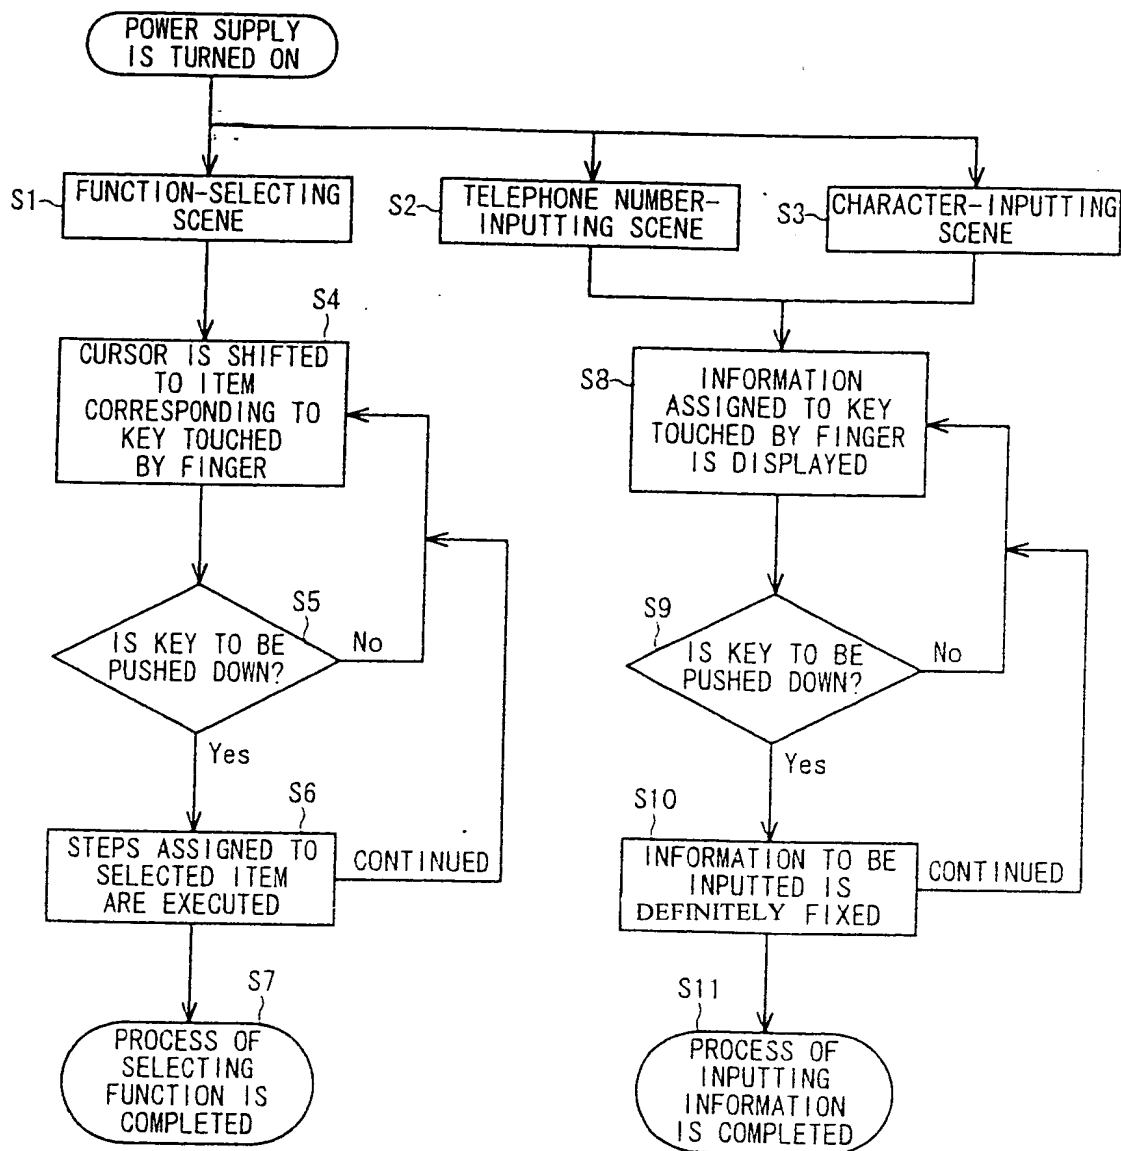 POWER SUPPLY
IS TURNED ON
S1
FUNCTION-SELECTING
SCENE
S2
TELEPHONE NUMBER-
INPUTTING SCENE
S3
CHARACTER-INPUTTING
SCENE
S4
CURSOR IS SHIFTED
TO ITEM
CORRESPONDING TO
KEY TOUCHED
BY FINGER
S5
IS KEY TO BE
PUSHED DOWN?
No
Yes
S6
STEPS ASSIGNED TO
SELECTED ITEM
ARE EXECUTED
CONTINUED
S7
PROCESS OF
SELECTING
FUNCTION IS
COMPLETED
S8
INFORMATION
ASSIGNED TO KEY
TOUCHED BY FINGER
IS DISPLAYED
S9
IS KEY TO BE
PUSHED DOWN?
No
Yes
S10
INFORMATION TO BE
INPUTTED IS
DEFINITELY FIXED
CONTINUED
S11
PROCESS OF
INPUTTING
INFORMATION
IS COMPLETED